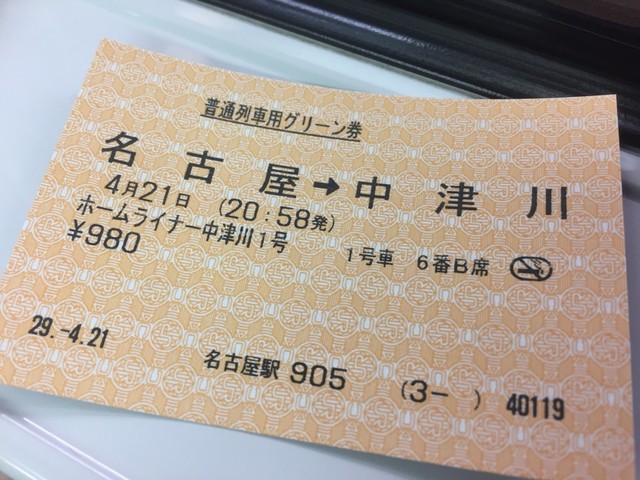 普通列車用グリーン券
名古屋→中津川
4月21日 (20:58発)
ホームライナー中津川1号 1号車 6番B席
¥980
29.-4.21
名古屋駅 905 (3- ) 40119